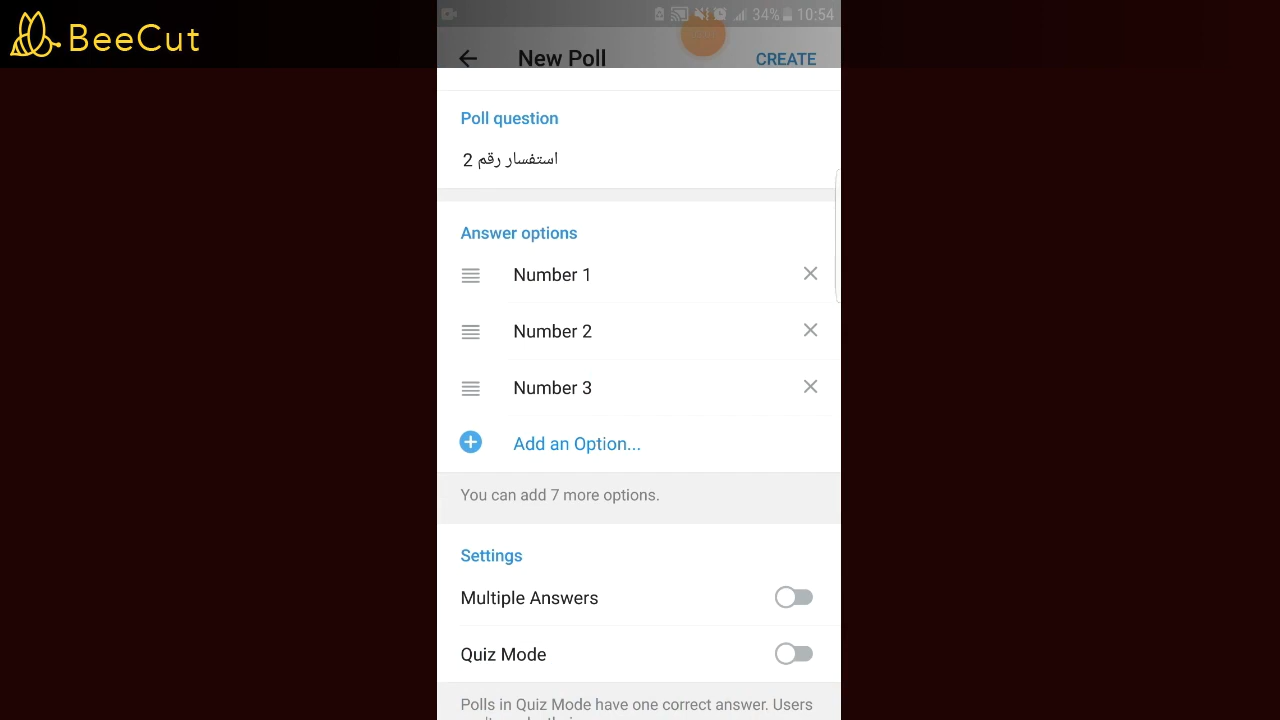 BeeCut
34% 10:54
New Poll CREATE
Poll question
استفسار رقم 2
Answer options
Number 1
Number 2
Number 3
Add an Option...
You can add 7 more options.
Settings
Multiple Answers
Quiz Mode
Polls in Quiz Mode have one correct answer. Users